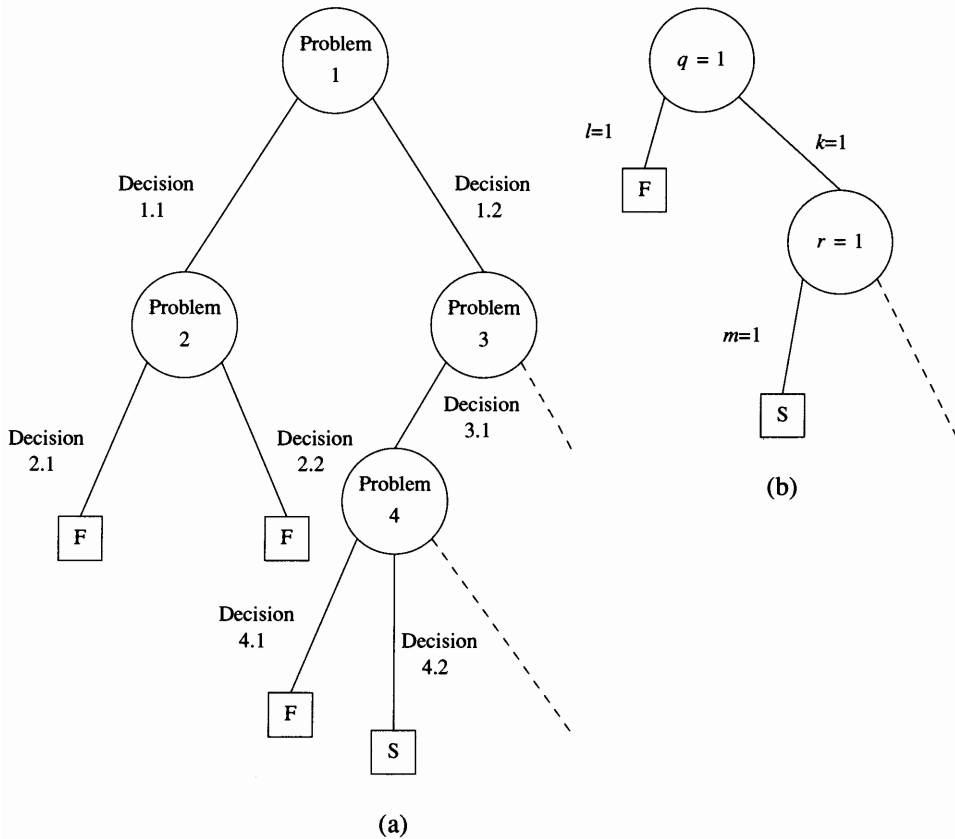 Problem
1
Decision
1.1
Decision
1.2
Problem
2
Problem
3
Decision
2.1
Decision
2.2
Decision
3.1
F
F
Problem
4
Decision
4.1
Decision
4.2
F
S
(a)
q = 1
l=1
k=1
F
r = 1
m=1
S
(b)